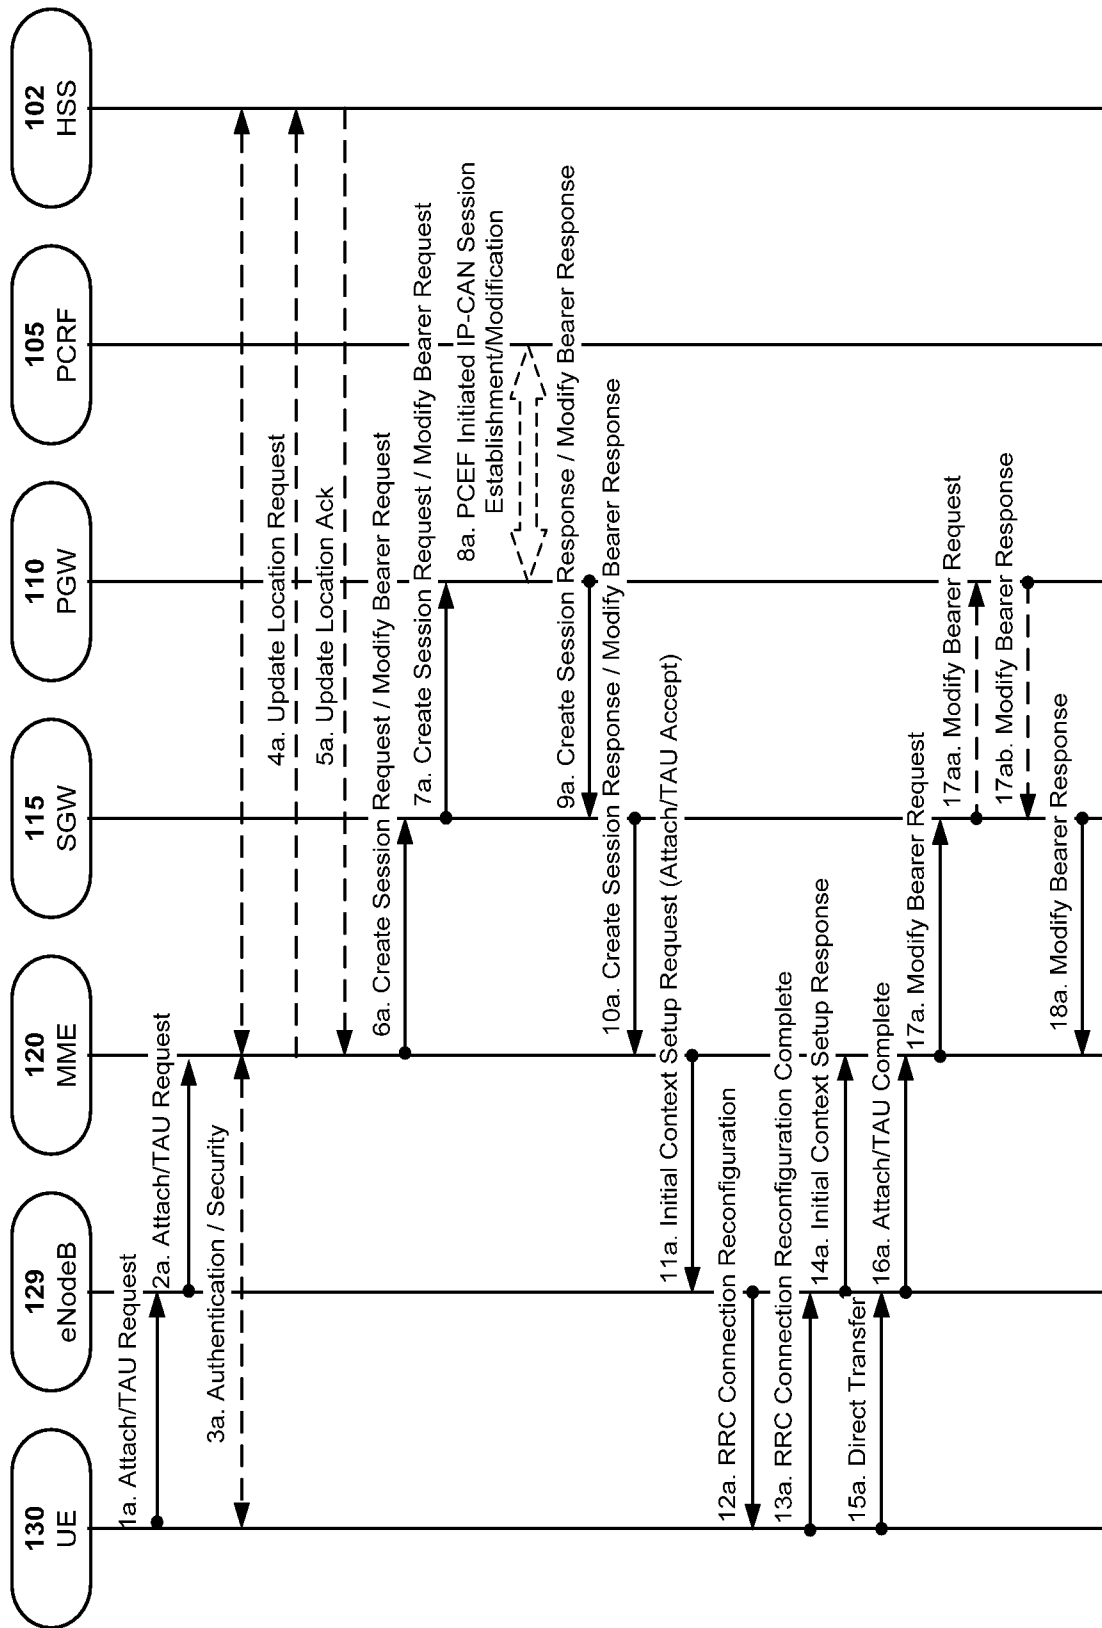 130
UE
129
eNodeB
120
MME
115
SGW
110
PGW
105
PCRF
102
HSS
1a. Attach/TAU Request
2a. Attach/TAU Request
3a. Authentication / Security
4a. Update Location Request
5a. Update Location Ack
6a. Create Session Request / Modify Bearer Request
7a. Create Session Request / Modify Bearer Request
8a. PCEF Initiated IP-CAN Session
Establishment/Modification
9a. Create Session Response / Modify Bearer Response
10a. Create Session Response / Modify Bearer Response
11a. Initial Context Setup Request (Attach/TAU Accept)
12a. RRC Connection Reconfiguration
13a. RRC Connection Reconfiguration Complete
14a. Initial Context Setup Response
15a. Direct Transfer
16a. Attach/TAU Complete
17a. Modify Bearer Request
17aa. Modify Bearer Request
17ab. Modify Bearer Response
18a. Modify Bearer Response